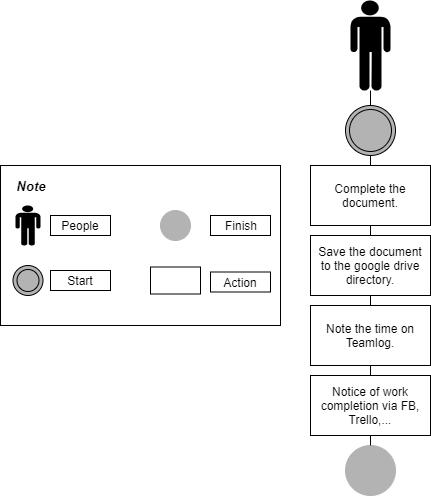 Note
People
Finish
Start
Action
Complete the
document.
Save the document
to the google drive
directory.
Note the time on
Teamlog.
Notice of work
completion via FB,
Trello,...